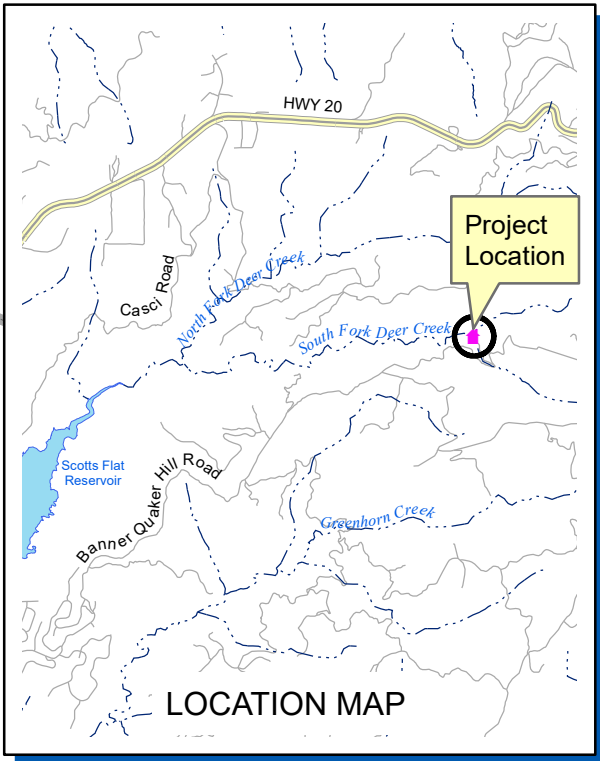 HWY 20
Project
Location
Casci Road
North Fork Deer Creek
South Fork Deer Creek
Scotts Flat
Reservoir
Banner Quaker Hill Road
Greenhorn Creek
LOCATION MAP